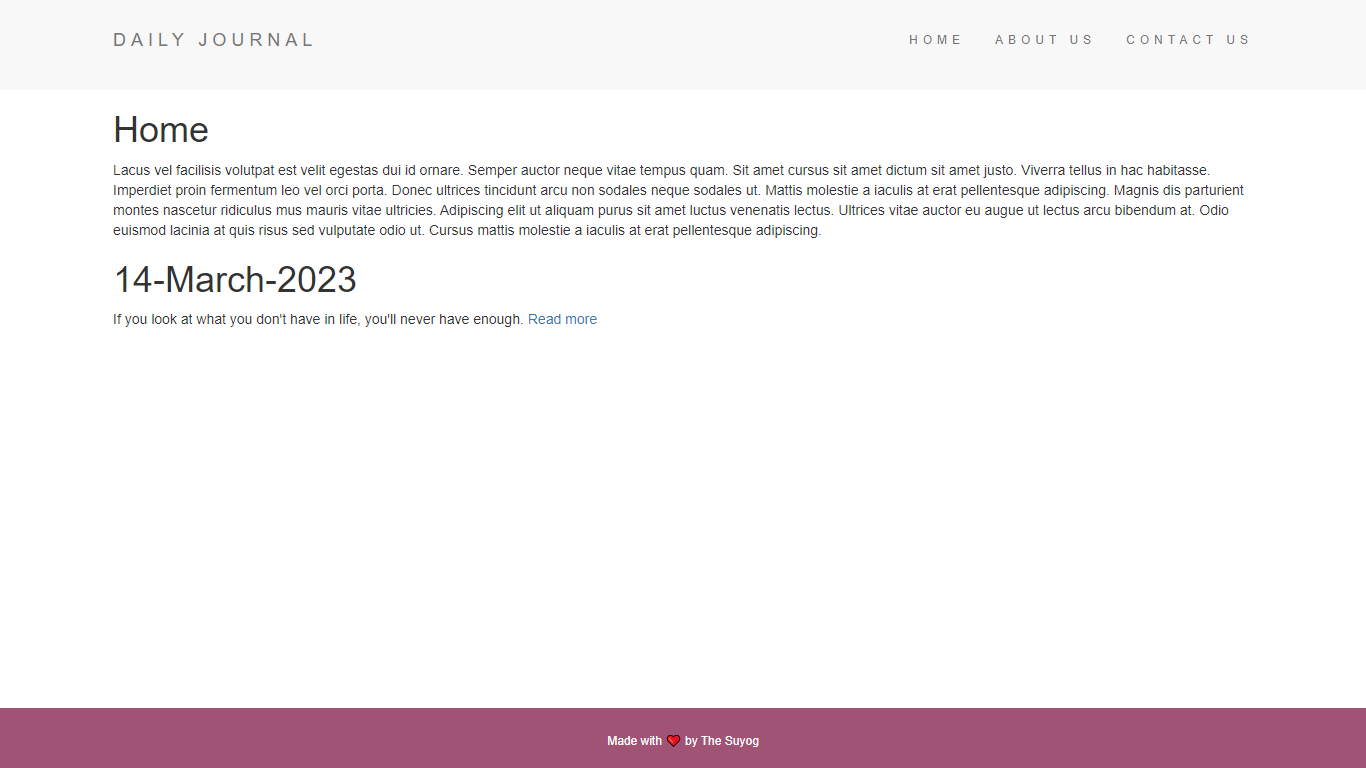 DAILY JOURNAL
HOME ABOUT US CONTACT US
Home
Lacus vel facilisis volutpat est velit egestas dui id ornare. Semper auctor neque vitae tempus quam. Sit amet cursus sit amet dictum sit amet justo. Viverra tellus in hac habitasse.
Imperdiet proin fermentum leo vel orci porta. Donec ultrices tincidunt arcu non sodales neque sodales ut. Mattis molestie a iaculis at erat pellentesque adipiscing. Magnis dis parturient
montes nascetur ridiculus mus mauris vitae ultricies. Adipiscing elit ut aliquam purus sit amet luctus venenatis lectus. Ultrices vitae auctor eu augue ut lectus arcu bibendum at. Odio
euismod lacinia at quis risus sed vulputate odio ut. Cursus mattis molestie a iaculis at erat pellentesque adipiscing.
14-March-2023
If you look at what you don't have in life, you'll never have enough. Read more
Made with ❤ by The Suyog